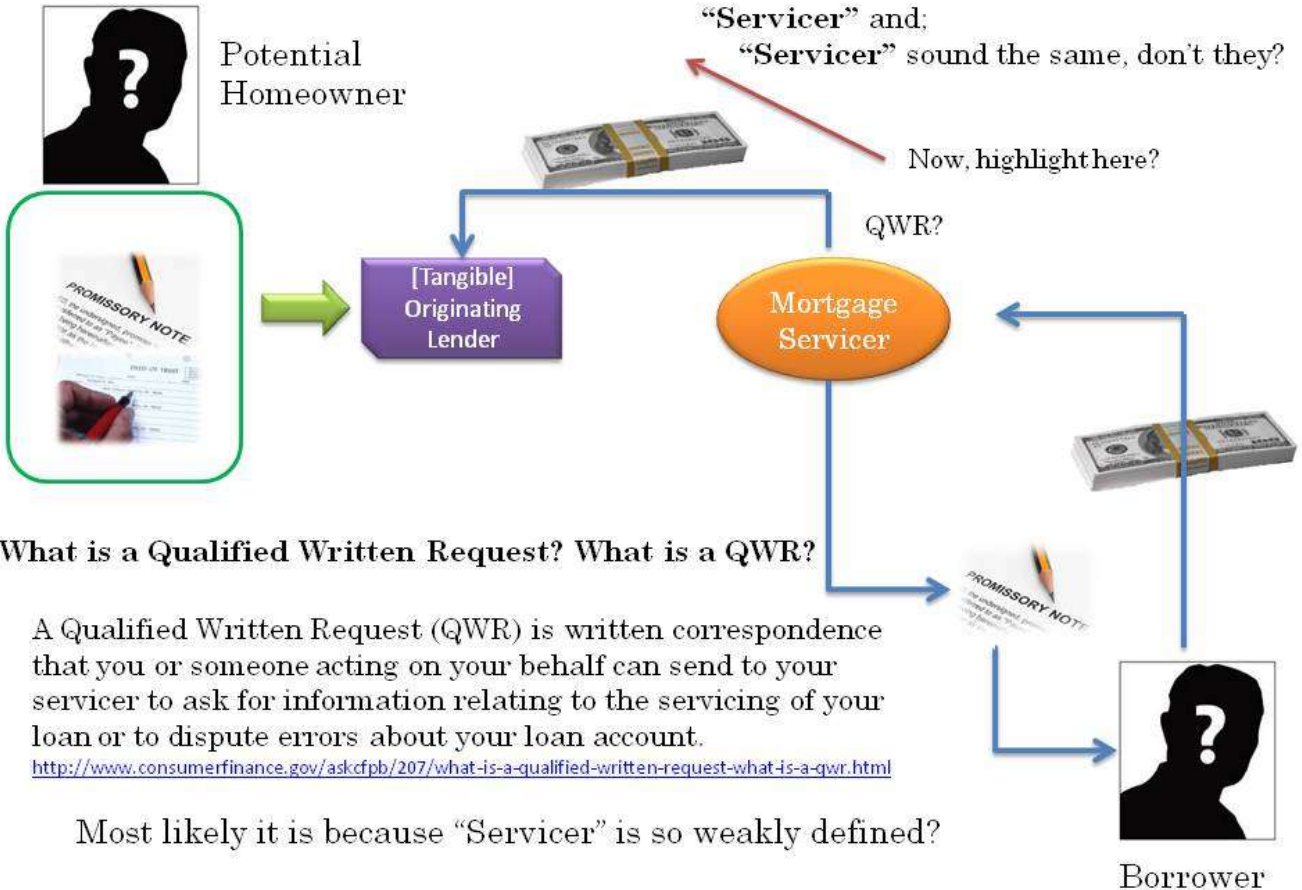 "Servicer" and;
"Servicer" sound the same, don't they?
Potential
Homeowner
?
Now, highlight here?
QWR?
[Tangible]
Originating
Lender
Mortgage
Servicer
PROMISSORY NOTE
PROMISSORY NOTE
What is a Qualified Written Request? What is a QWR?
A Qualified Written Request (QWR) is written correspondence
that you or someone acting on your behalf can send to your
servicer to ask for information relating to the servicing of your
loan or to dispute errors about your loan account.
http://www.consumerfinance.gov/askcfpb/207/what-is-a-qualified-written-request-what-is-a-qwr.html
?
Most likely it is because "Servicer" is so weakly defined?
Borrower